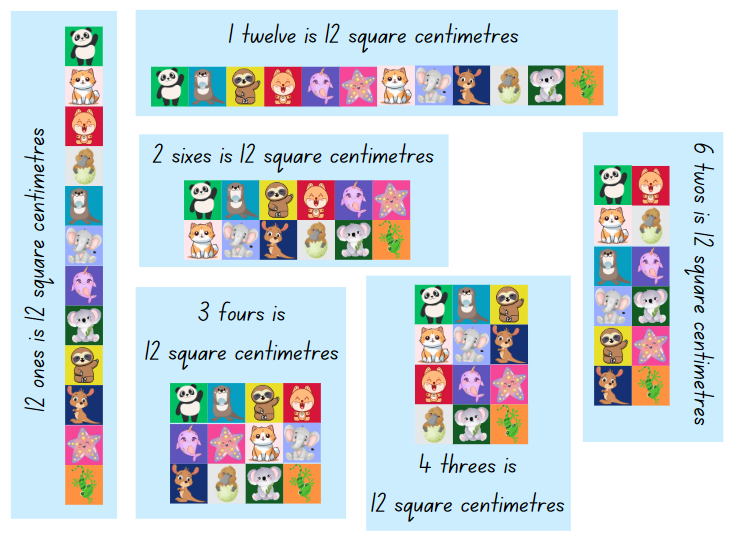 12 ones is 12 square centimetres
1 twelve is 12 square centimetres
2 sixes is 12 square centimetres
3 fours is
12 square centimetres
4 threes is
12 square centimetres
6 twos is 12 square centimetres